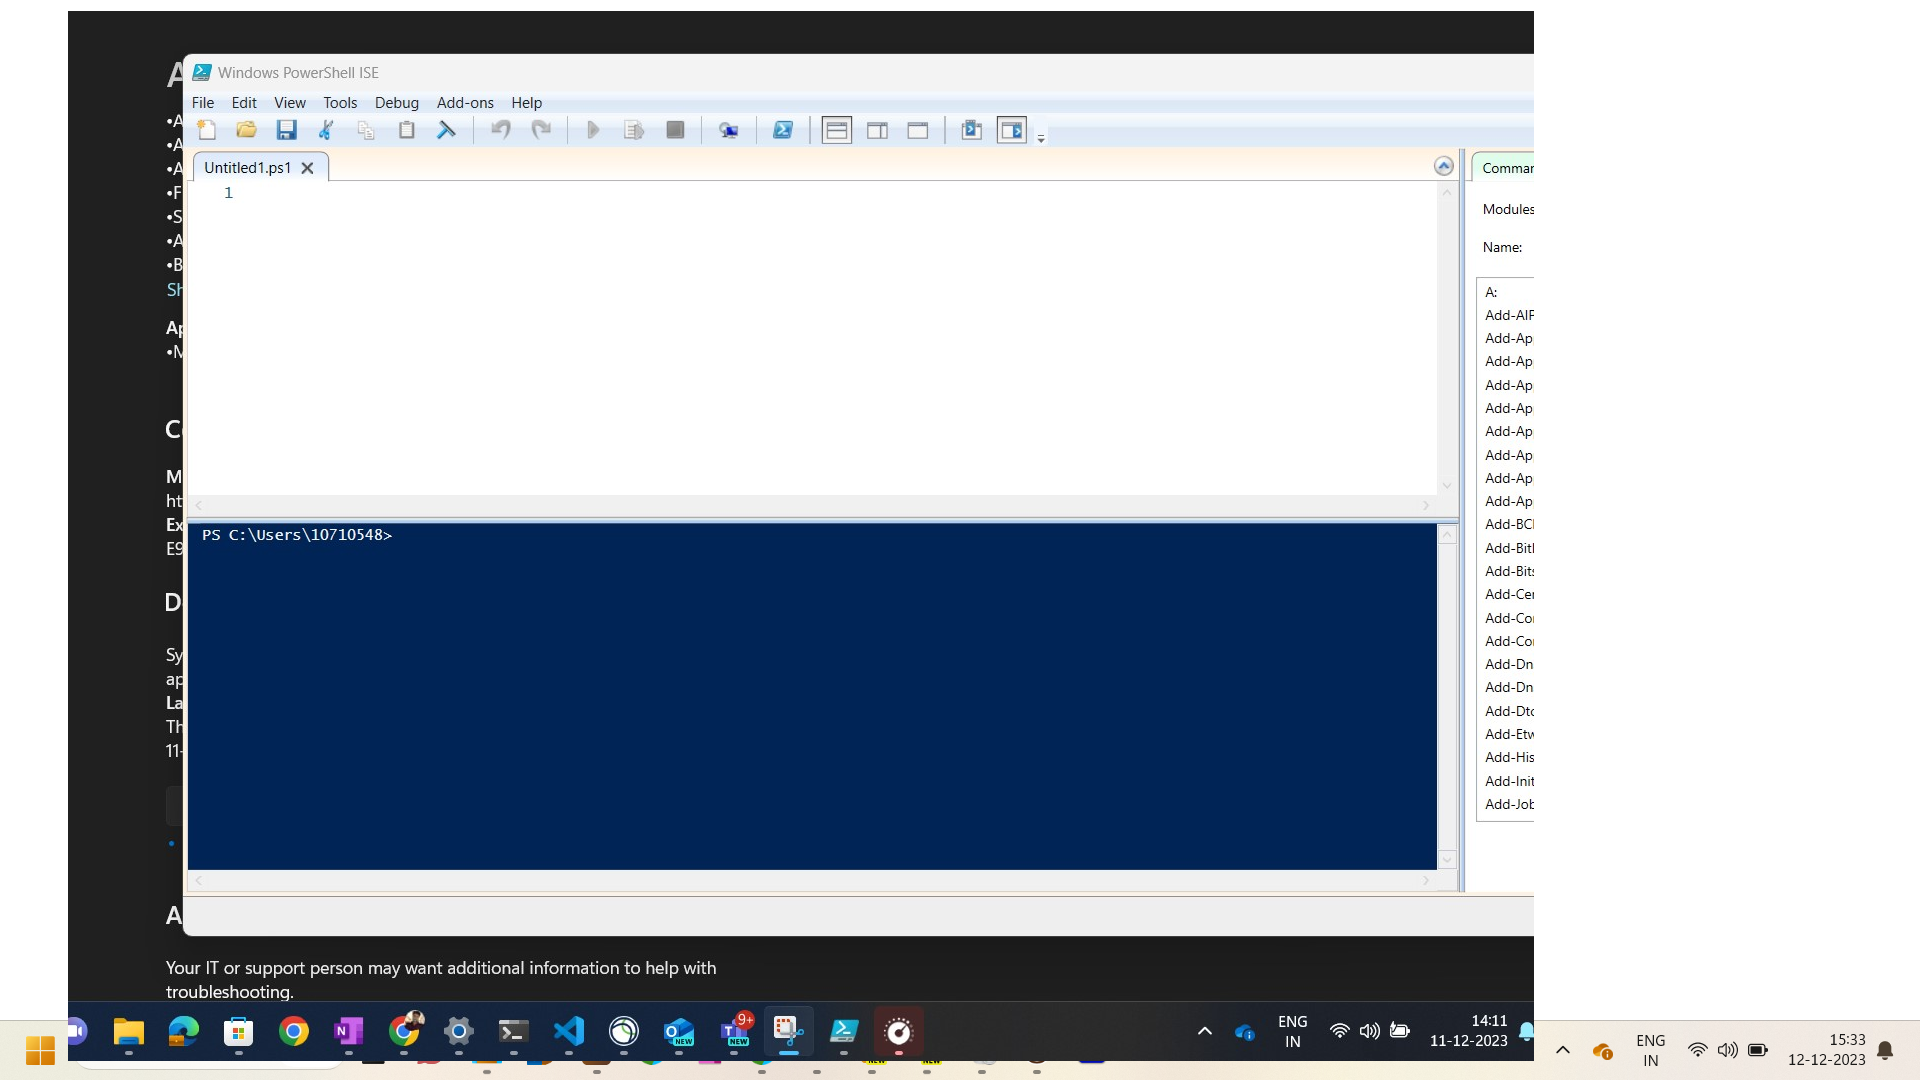 Windows PowerShell ISE
File Edit View Tools Debug Add-ons Help
Untitled1.ps1
1
PS C:\Users\10710548>
Modules
Name:
A:
Add-AIP
Add-Ap
Add-Ap
Add-Ap
Add-Ap
Add-Ap
Add-Ap
Add-Ap
Add-Ap
Add-Bit
Add-Bits
Add-Cer
Add-Co
Add-Co
Add-Dn
Add-Dn
Add-Dtc
Add-Etw
Add-His
Add-Init
Add-Job
•A
•A
•A
•F
•S
•A
•B
Sh
Ap
•M
C
M
ht
Ex
E9
D
Sy
ap
La
Th
11-
A
Your IT or support person may want additional information to help with
troubleshooting.
9+
NEW
NEW
ENG
IN
14:11
11-12-2023
ENG
IN
15:33
12-12-2023